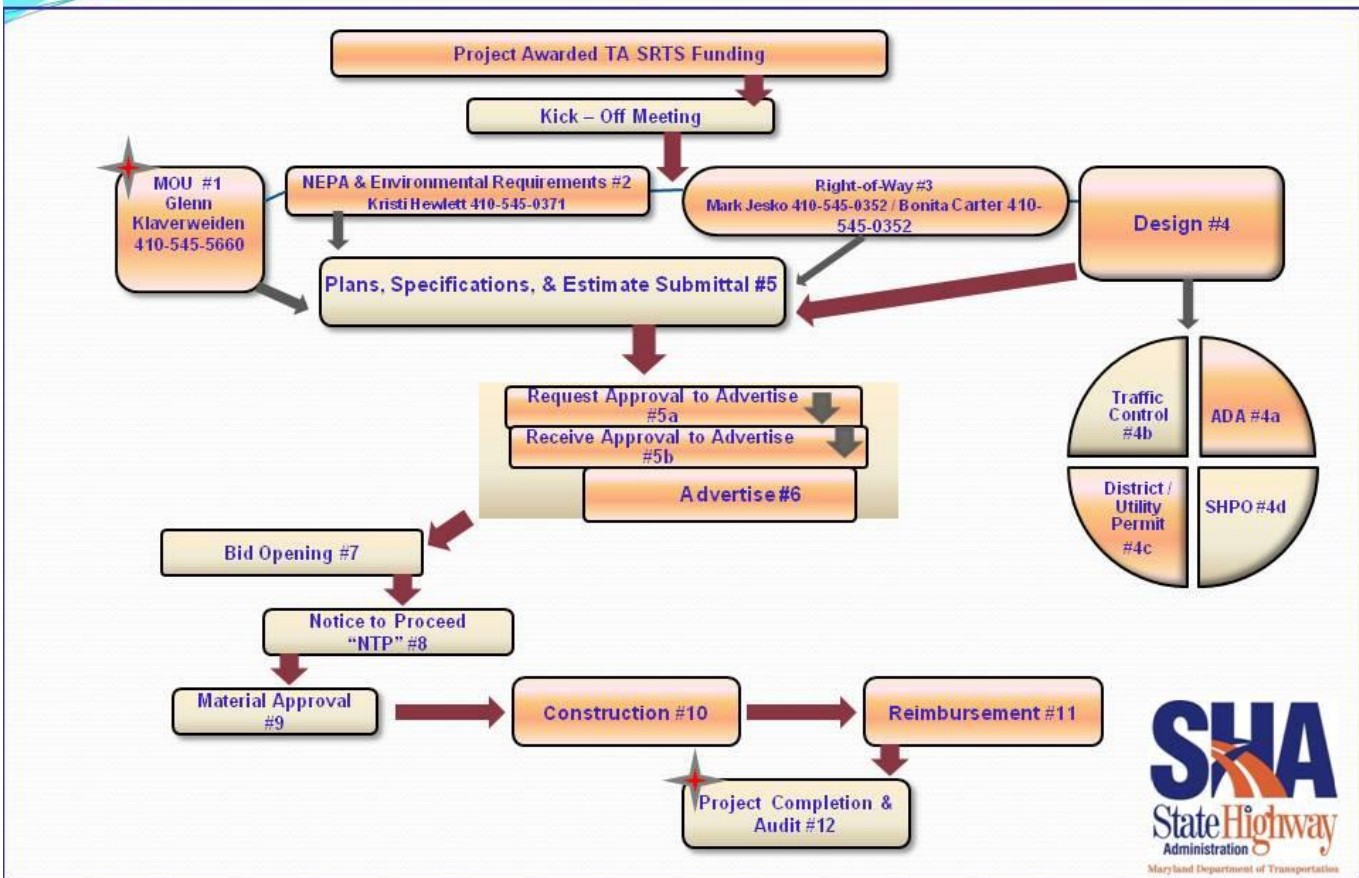 Project Awarded TA SRTS Funding
Kick – Off Meeting
MOU #1
Glenn
Klaverweiden
410-545-5660
NEPA & Environmental Requirements #2
Kristi Hewlett 410-545-0371
Right-of-Way #3
Mark Jesko 410-545-0352 / Bonita Carter 410-
545-0352
Design #4
Plans, Specifications, & Estimate Submittal #5
Traffic
Control
#4b
ADA #4a
District /
Utility
Permit
#4c
SHPO #4d
Request Approval to Advertise
#5a
Receive Approval to Advertise
#5b
Advertise #6
Bid Opening #7
Notice to Proceed
“NTP” #8
Material Approval
#9
Construction #10
Reimbursement #11
Project Completion &
Audit #12
SHA
State Highway
Administration
Maryland Department of Transportation